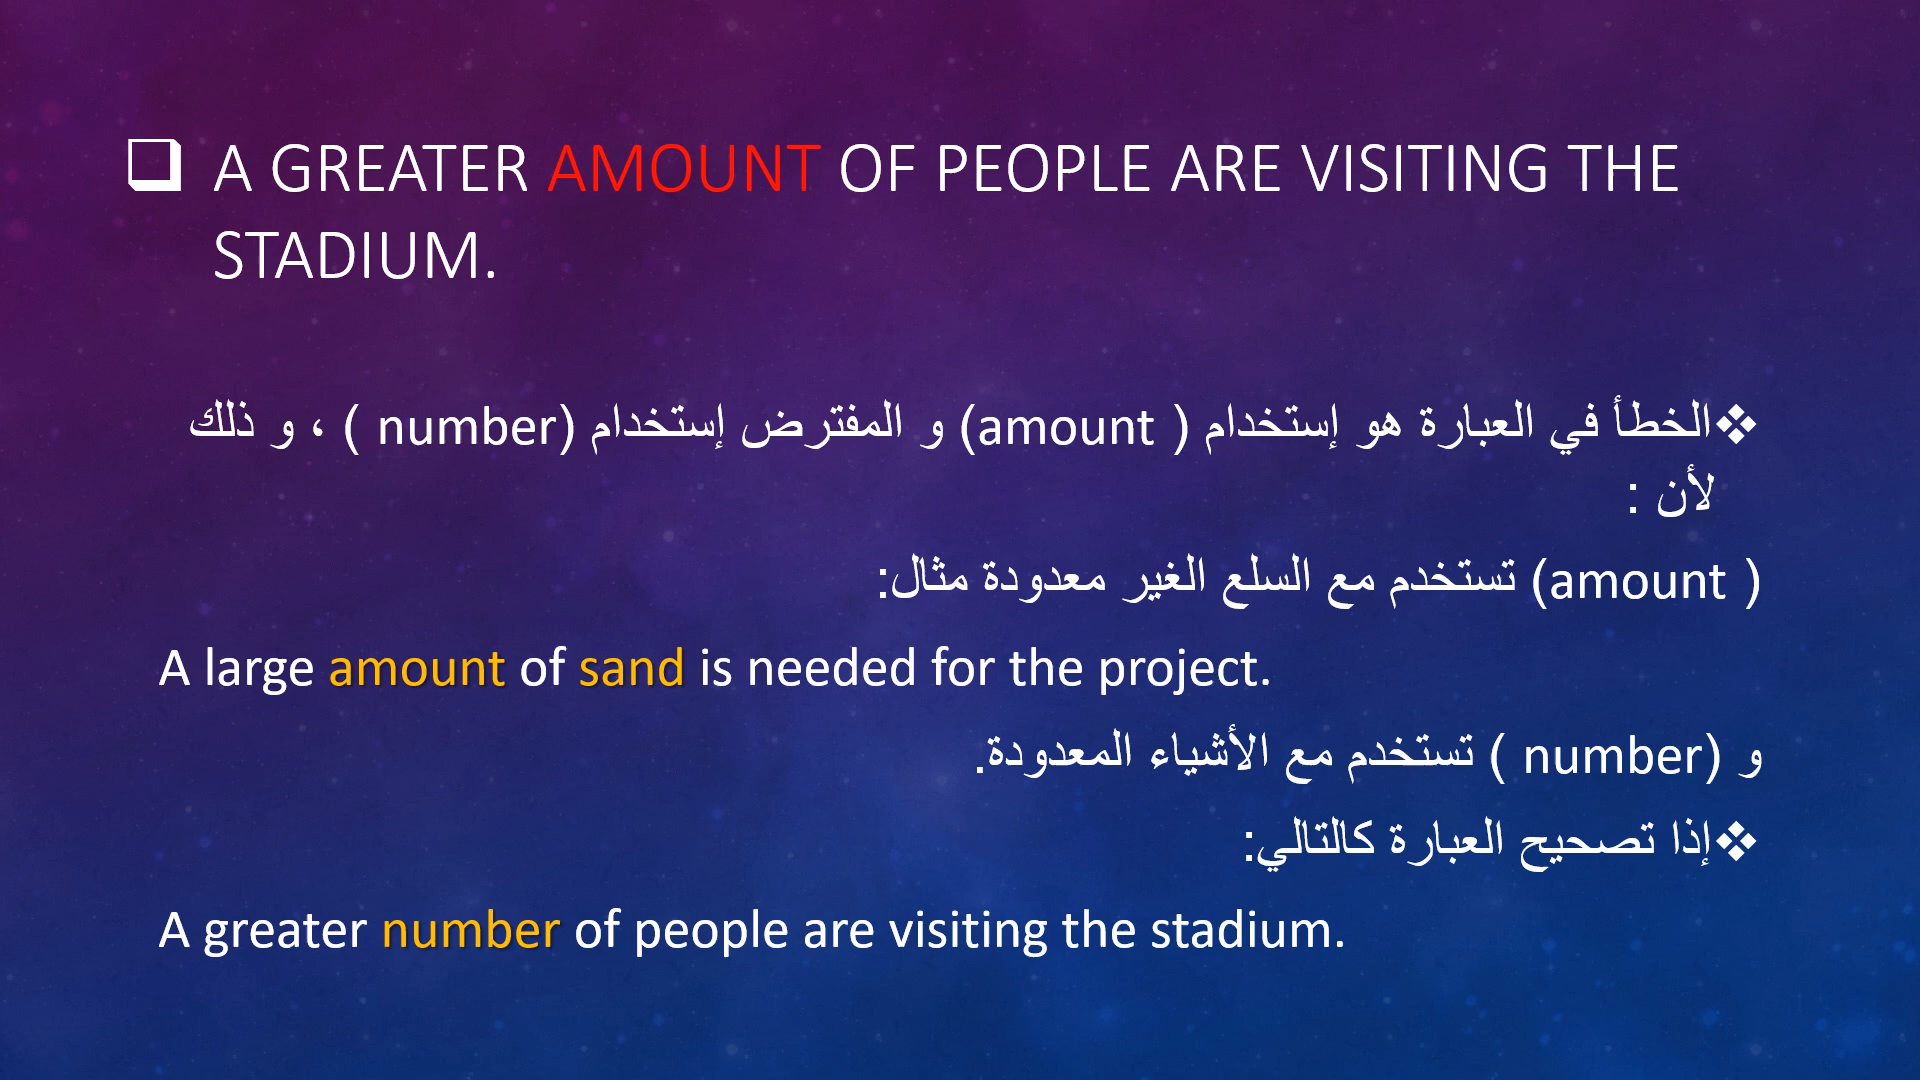 A GREATER AMOUNT OF PEOPLE ARE VISITING THE
STADIUM.
الخطأ في العبارة هو إستخدام ( amount) و المفترض إستخدام (number ) ، و ذلك
لأن :
( amount) تستخدم مع السلع الغير معدودة مثال:
A large amount of sand is needed for the project.
و (number ) تستخدم مع الأشياء المعدودة.
إذا تصحيح العبارة كالتالي:
A greater number of people are visiting the stadium.